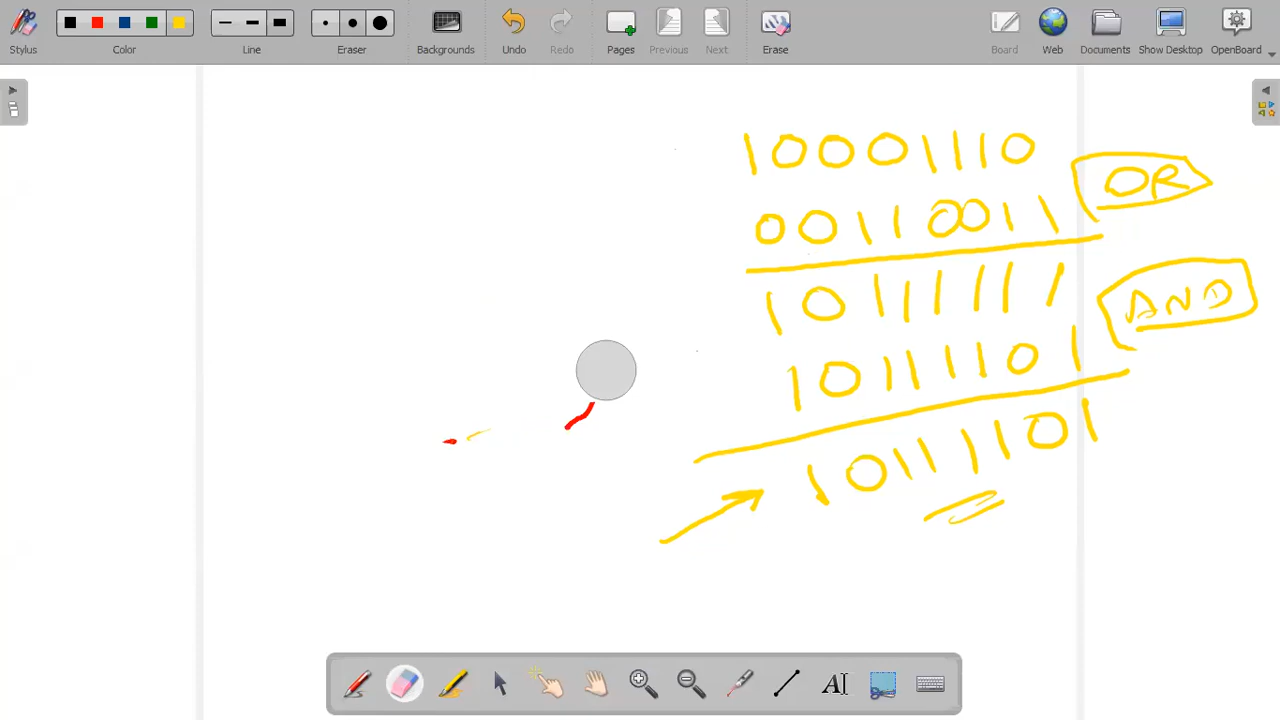 Stylus Color Line Eraser Backgrounds Undo Redo Pages Previous Next Erase Board Web Documents Show Desktop OpenBoard
10001110
OR
00110011
10111111
AND
10111101
10111101